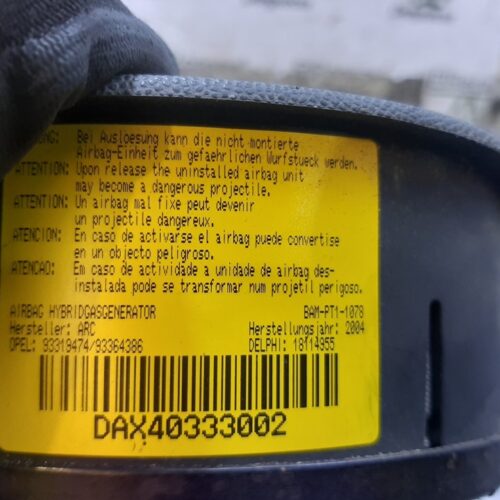 Bei Ausloesung kann die nicht montierte
Airbag-Einheit zum gefaehrlichen Wurfstueck werden.
ATTENTION: Upon release the uninstalled airbag unit
may become a dangerous projectile.
ATTENTION: Un airbag mal fixe peut devenir
un projectile dangereux.
ATENCION: En caso de activarse el airbag puede convertise
en un objecto peligroso.
ATENCAO: Em caso de actividade a unidade de airbag des-
instalada pode se transformar num projetil perigoso.
AIRBAG HYBRIDGASGENERATOR BAM-PT1-1078
Hersteller: ARC Herstellungsjahr: 2004
OPEL: 93319474/93364386 DELPHI: 18114955
DAX40333002